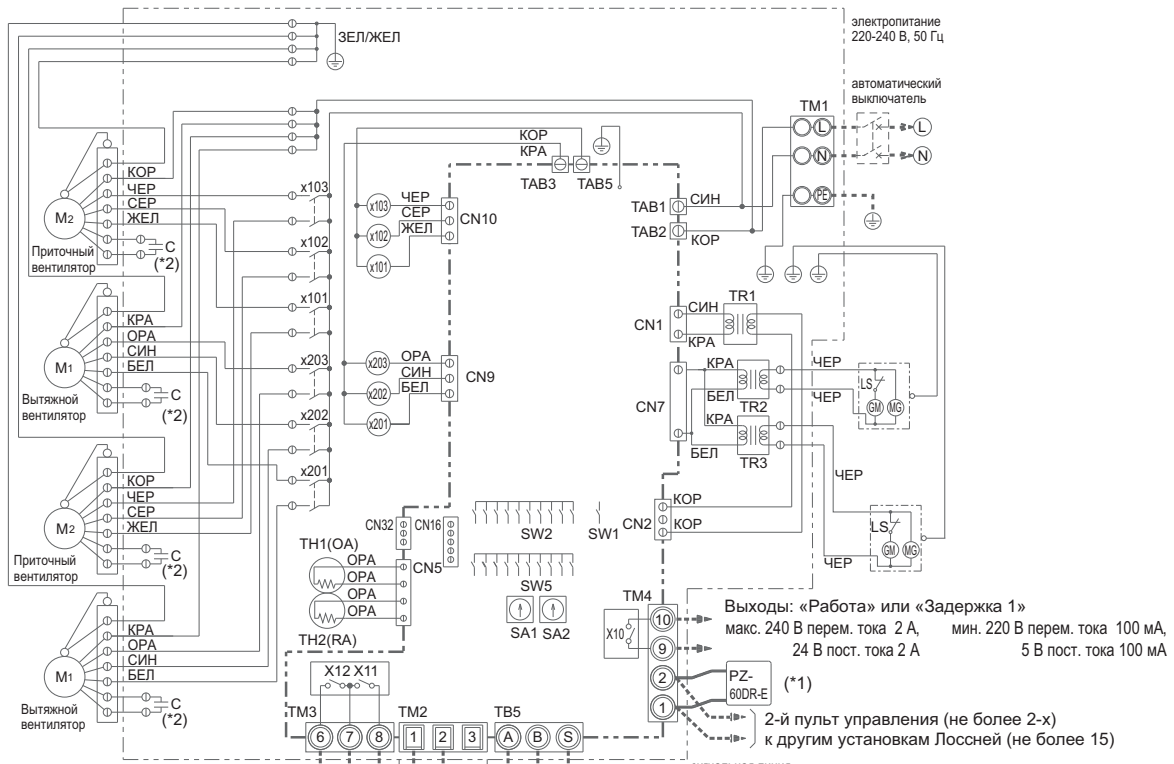 электропитание
220-240 В, 50 Гц
ЗЕЛ/ЖЕЛ
автоматический
выключатель
TM1
L
L
N
N
PE
КОР
КРА
TAB3
TAB5
TAB1
СИН
TAB2
КОР
КОР
ЧЕР
СЕР
ЖЕЛ
M2
Приточный
вентилятор
C
(*2)
x103
x102
x101
x203
x202
x201
x103
ЧЕР
x102
СЕР
x101
ЖЕЛ
CN10
КРА
ОРА
СИН
БЕЛ
M1
Вытяжной
вентилятор
C
(*2)
x203
ОРА
x202
СИН
x201
БЕЛ
CN9
CN1
СИН
КРА
TR1
CN7
КРА
БЕЛ
TR2
КРА
БЕЛ
TR3
ЧЕР
ЧЕР
LS
GM
MG
ЧЕР
ЧЕР
LS
GM
MG
КОР
ЧЕР
СЕР
ЖЕЛ
M2
Приточный
вентилятор
C
(*2)
CN32
CN16
SW2
SW1
CN2
КОР
КОР
TH1(OA)
ОРА
ОРА
ОРА
ОРА
CN5
TH2(RA)
SW5
SA1
SA2
КРА
ОРА
СИН
БЕЛ
M1
Вытяжной
вентилятор
C
(*2)
X12 X11
TM3
6
7
8
TM2
1
2
3
TB5
A
B
S
TM4
X10
10
9
2
1
Выходы: «Работа» или «Задержка 1»
макс. 240 В перем. тока 2 А, мин. 220 В перем. тока 100 мА,
24 В пост. тока 2 А 5 В пост. тока 100 мА
PZ-
60DR-E
(*1)
2-й пульт управления (не более 2-х)
к другим установкам Лоссней (не более 15)